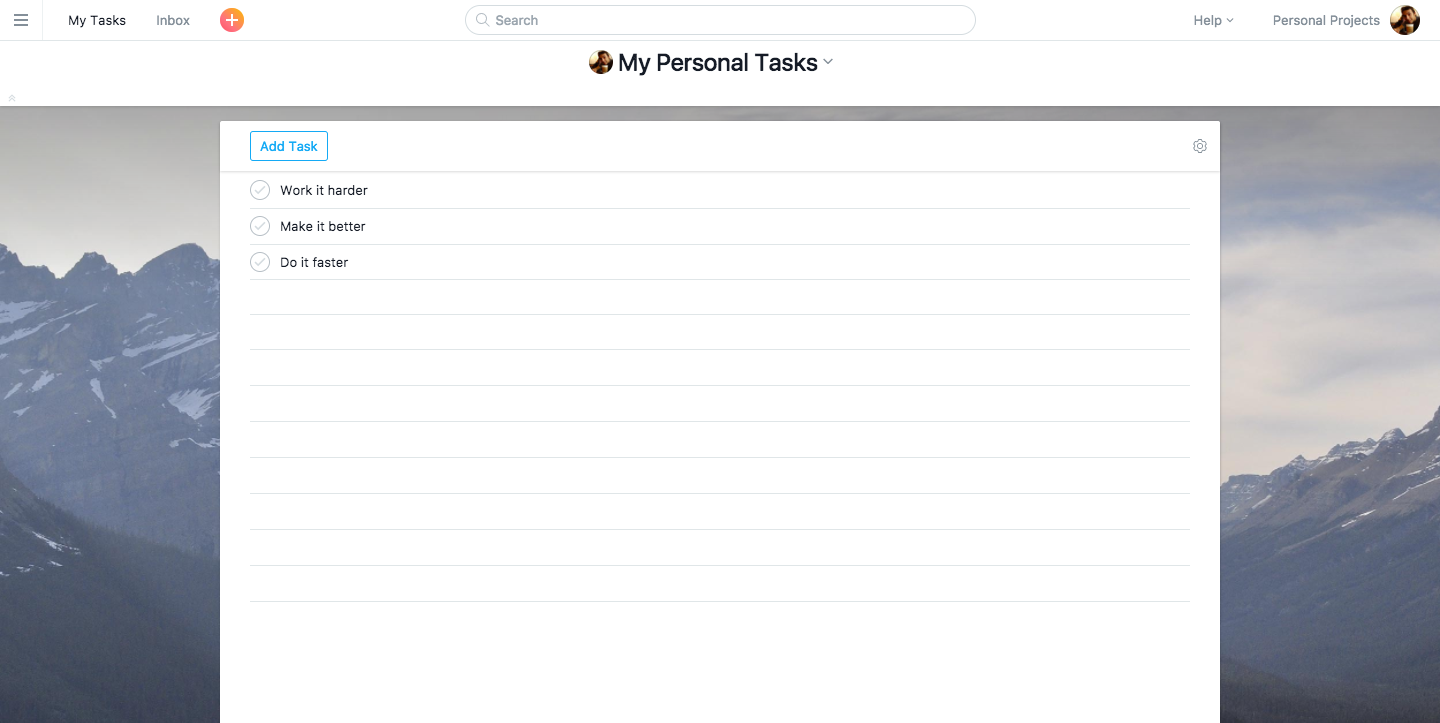 My Tasks Inbox Search Help Personal Projects
My Personal Tasks
Add Task
Work it harder
Make it better
Do it faster